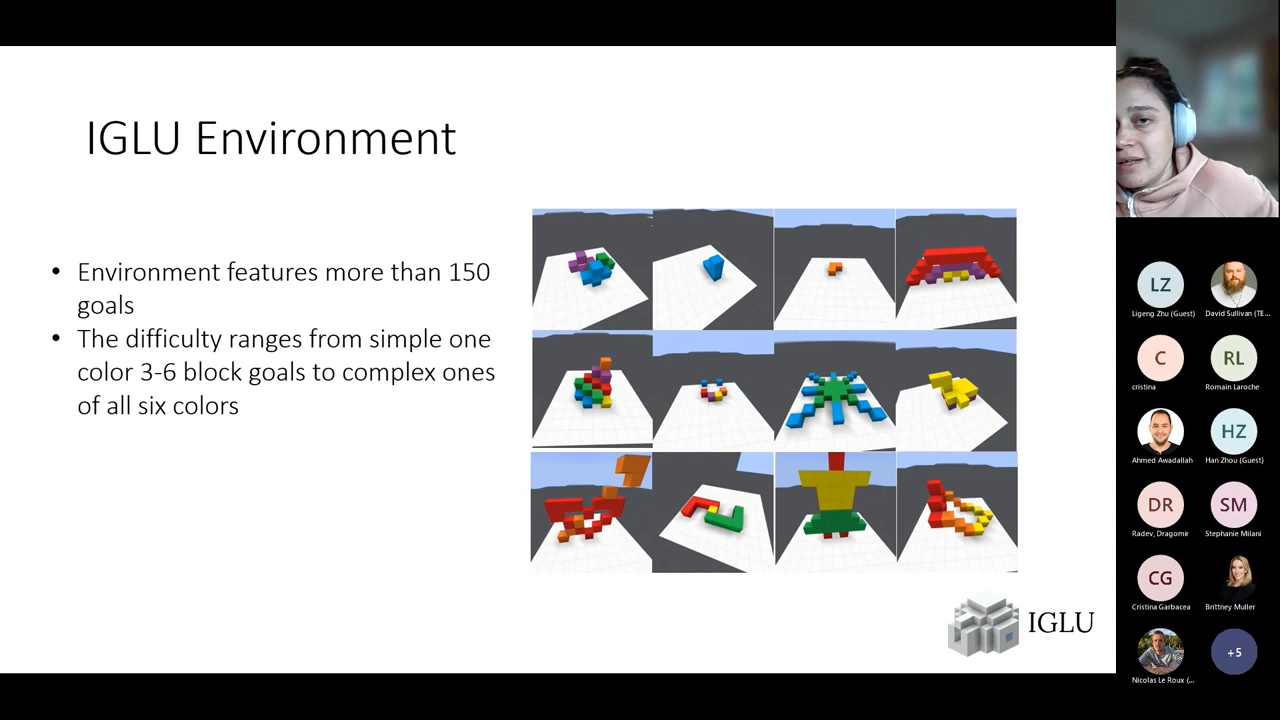 IGLU Environment
• Environment features more than 150
goals
• The difficulty ranges from simple one
color 3-6 block goals to complex ones
of all six colors
IGLU
LZ
Ligeng Zhu (Guest)
David Sullivan (TE...
C
cristina
RL
Romain Laroche
Ahmed Awadallah
HZ
Han Zhou (Guest)
DR
Radev, Dragomir
SM
Stephanie Milani
CG
Cristina Garbacea
Brittney Muller
Nicolas Le Roux (...
+5